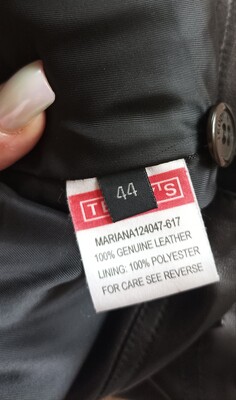 44
MARIANA124047-617
100% GENUINE LEATHER
LINING: 100% POLYESTER
FOR CARE SEE REVERSE